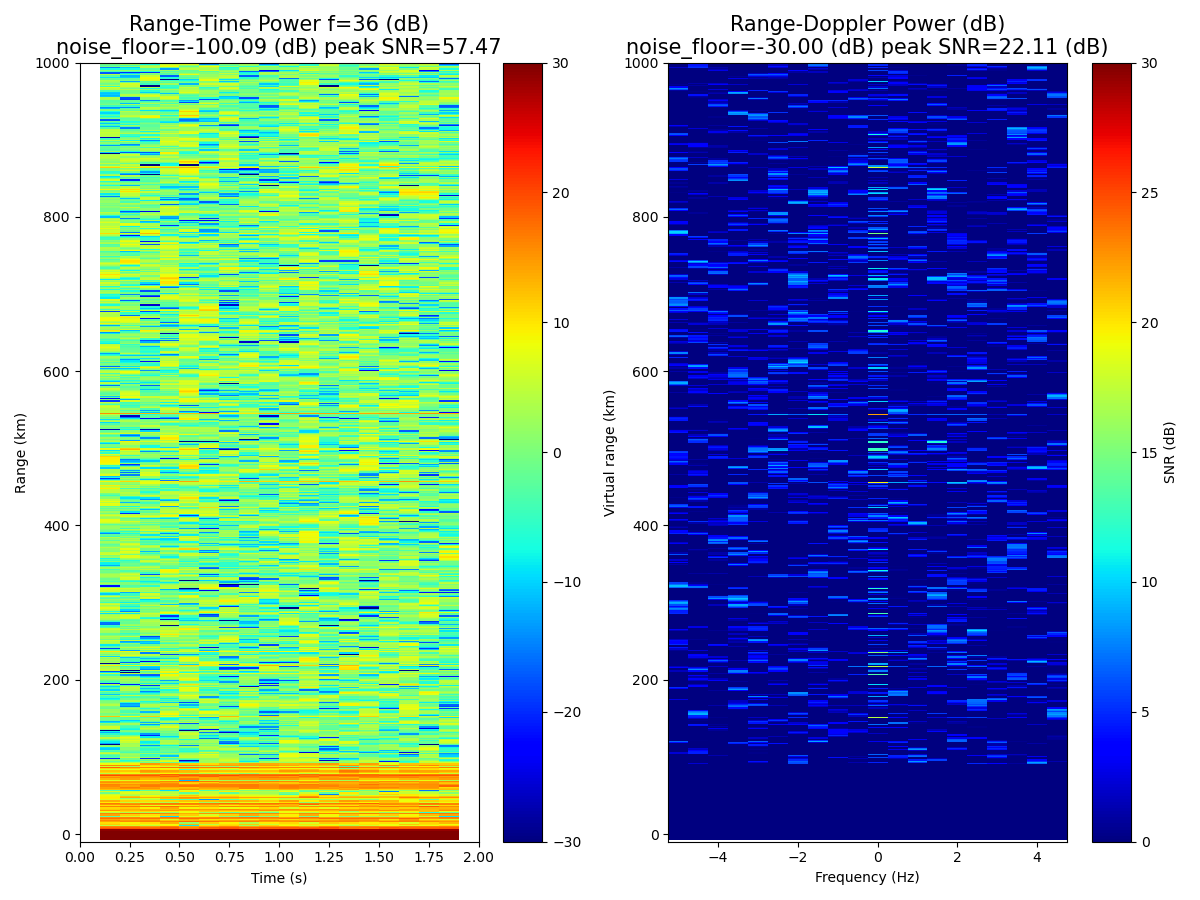 Range-Time Power f=36 (dB)
noise_floor=-100.09 (dB) peak SNR=57.47
1000
800
600
400
200
0
Range (km)
0.00 0.25 0.50 0.75 1.00 1.25 1.50 1.75 2.00
Time (s)
30
20
10
0
−10
−20
−30
Range-Doppler Power (dB)
noise_floor=-30.00 (dB) peak SNR=22.11 (dB)
1000
800
600
400
200
0
Virtual range (km)
−4 −2 0 2 4
Frequency (Hz)
30
25
20
15
10
5
0
SNR (dB)